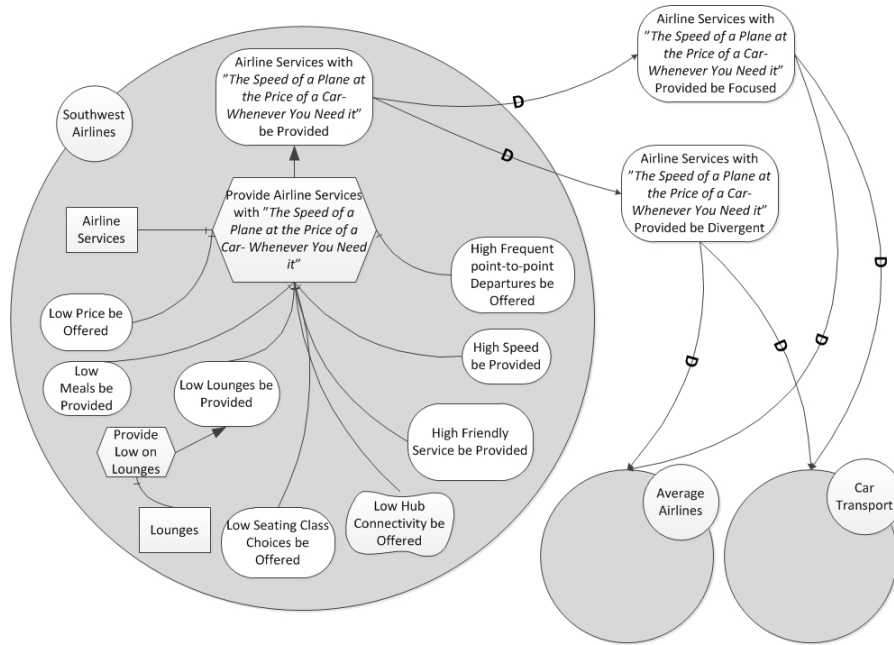 Airline Services with
"The Speed of a Plane at
the Price of a Car-
Whenever You Need it"
be Provided
Airline Services with
"The Speed of a Plane at
the Price of a Car-
Whenever You Need it"
Provided be Focused
Southwest
Airlines
D
D
Airline Services with
"The Speed of a Plane at
the Price of a Car-
Whenever You Need it"
Provided be Divergent
Provide Airline Services
with "The Speed of a
Plane at the Price of a
Car- Whenever You Need
it"
Airline
Services
High Frequent
point-to-point
Departures be
Offered
D
Low Price be
Offered
High Speed
be Provided
D
D
D
Low
Meals be
Provided
Low Lounges be
Provided
Provide
Low on
Lounges
High Friendly
Service be Provided
Lounges
Low Seating Class
Choices be
Offered
Low Hub
Connectivity be
Offered
Average
Airlines
Car
Transport